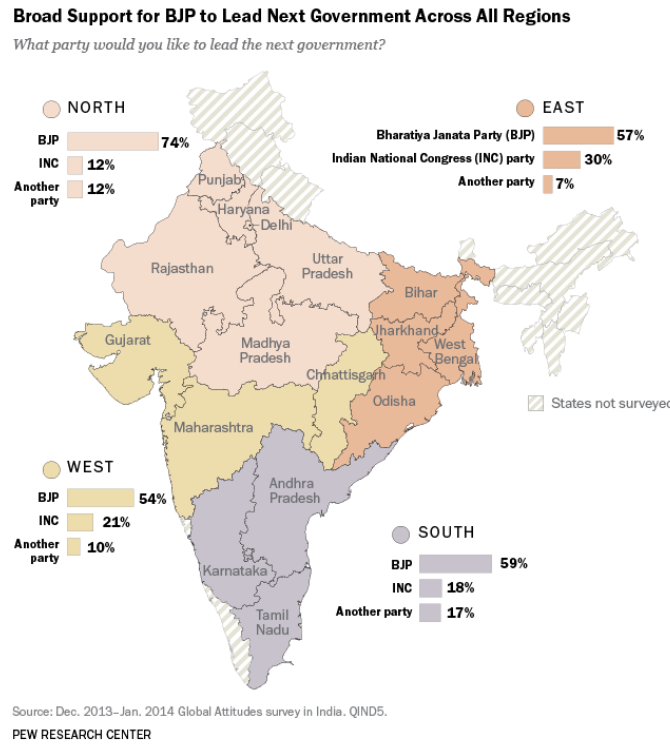 Broad Support for BJP to Lead Next Government Across All Regions
What party would you like to lead the next government?
NORTH
BJP 74%
INC 12%
Another party 12%
EAST
Bharatiya Janata Party (BJP) 57%
Indian National Congress (INC) party 30%
Another party 7%
Punjab
Haryana
Delhi
Rajasthan
Uttar
Pradesh
Bihar
Gujarat
Madhya
Pradesh
Jharkhand
West
Bengal
Chhattisgarh
Odisha
Maharashtra
States not surveyed
WEST
BJP 54%
INC 21%
Another party 10%
Andhra
Pradesh
Karnataka
Tamil
Nadu
SOUTH
BJP 59%
INC 18%
Another party 17%
Source: Dec. 2013–Jan. 2014 Global Attitudes survey in India. QIND5.
PEW RESEARCH CENTER